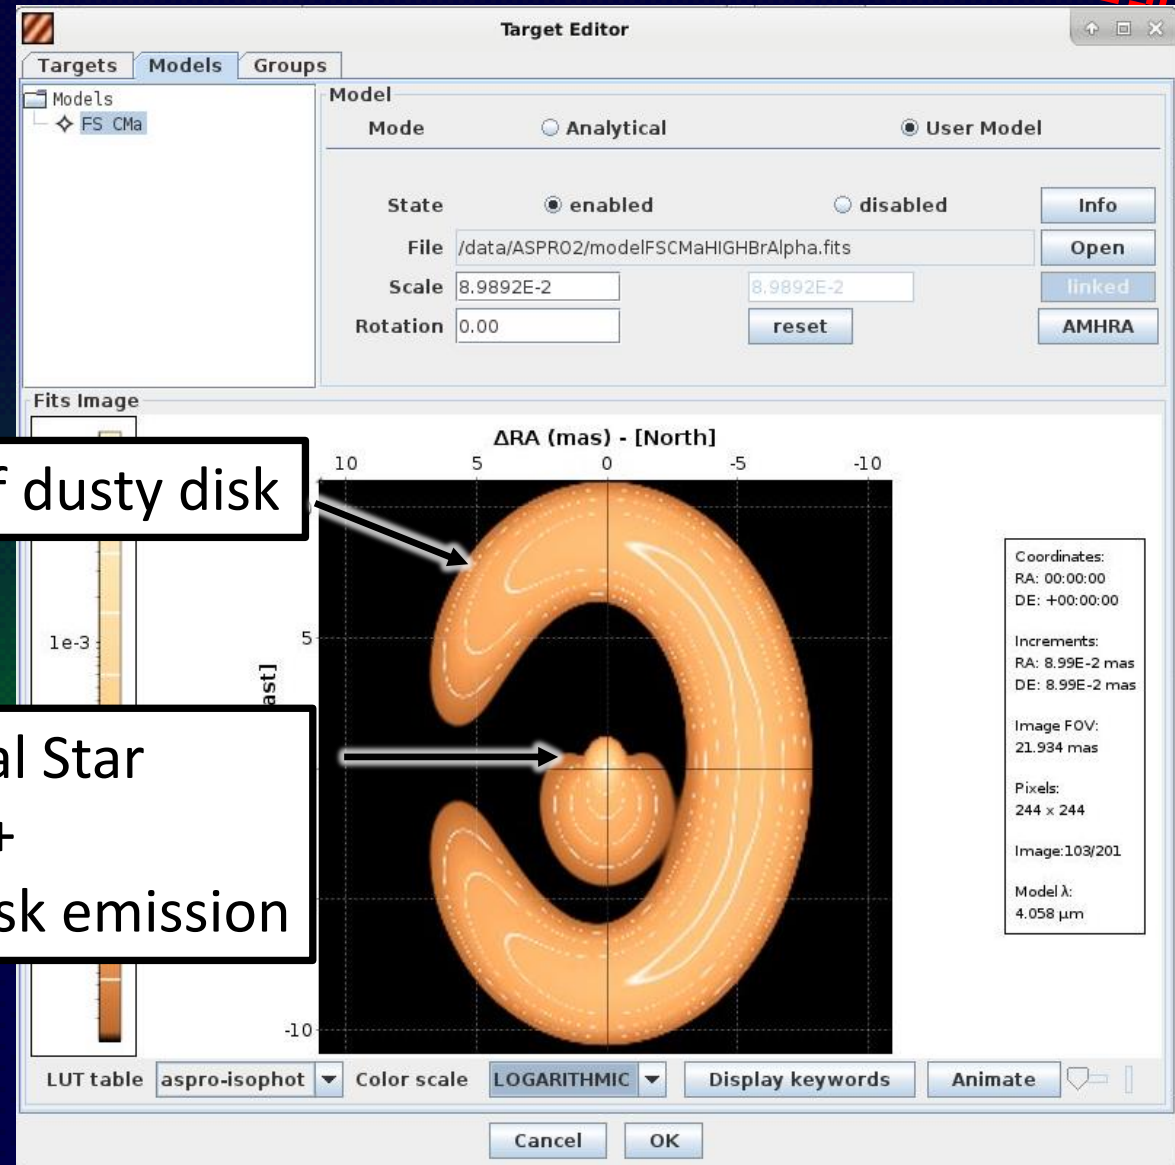 Target Editor
Targets Models Groups
Models
FS CMa
Model
Mode Analytical User Model
State enabled disabled Info
File /data/ASPRO2/modelFSCMaHIGHBrAlpha.fits Open
Scale 8.9892E-2 8.9892E-2 linked
Rotation 0.00 reset AMHRA
Fits Image
ΔRA (mas) - [North]
10 5 0 -5 -10
f dusty disk
1e-3
5
ast]
al Star
+
sk emission
-10
Coordinates:
RA: 00:00:00
DE: +00:00:00
Increments:
RA: 8.99E-2 mas
DE: 8.99E-2 mas
Image FOV:
21.934 mas
Pixels:
244 x 244
Image:103/201
Model λ:
4.058 μm
LUT table aspro-isophot Color scale LOGARITHMIC Display keywords Animate
Cancel OK